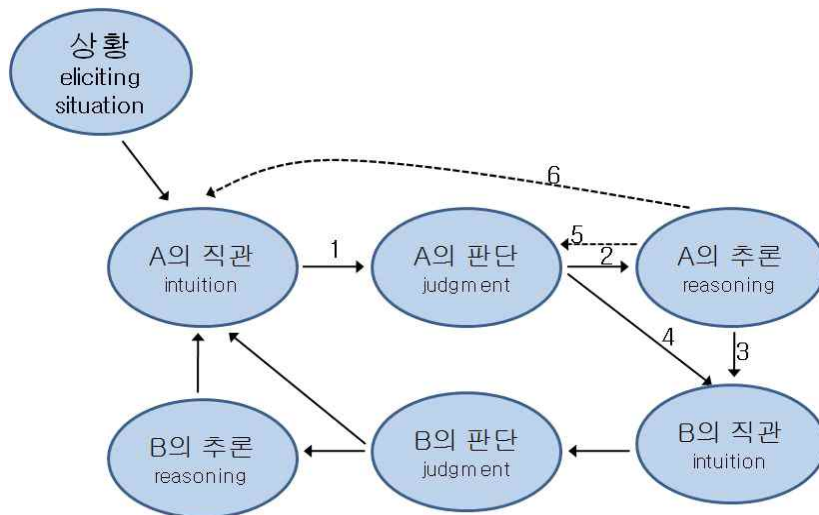 상황
eliciting
situation
6
A의 직관
intuition
1
A의 판단
judgment
5
2
A의 추론
reasoning
4
3
B의 추론
reasoning
B의 판단
judgment
B의 직관
intuition